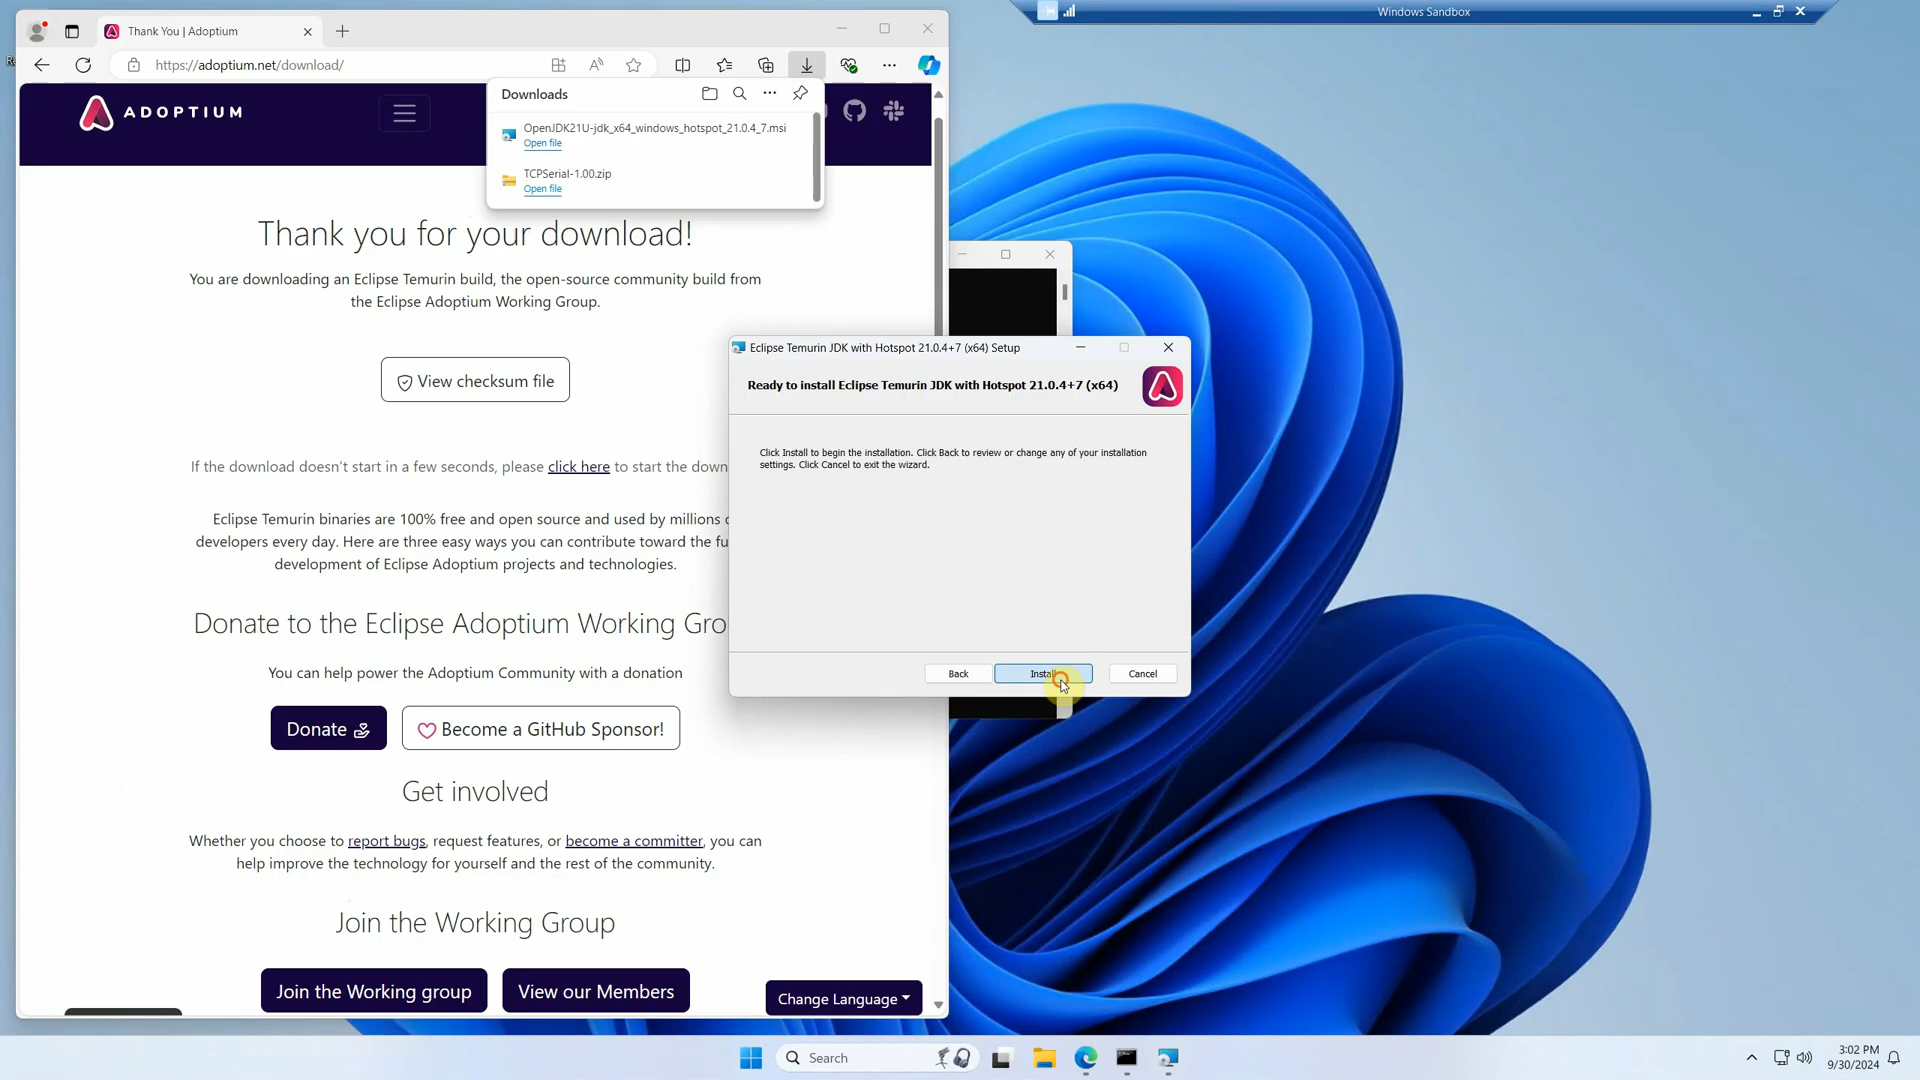 Windows Sandbox
Thank You | Adoptium
https://adoptium.net/download/
ADOPTIUM
Downloads
OpenJDK21U-jdk_x64_windows_hotspot_21.0.4_7.msi
Open file
TCPSerial-1.00.zip
Open file
Thank you for your download!
You are downloading an Eclipse Temurin build, the open-source community build from
the Eclipse Adoptium Working Group.
View checksum file
If the download doesn't start in a few seconds, please click here to start the
Eclipse Temurin binaries are 100% free and open source and used by millions
developers every day. Here are three easy ways you can contribute toward the
development of Eclipse Adoptium projects and technologies.
Donate to the Eclipse Adoptium Working
You can help power the Adoptium Community with a donation
Donate
Become a GitHub Sponsor!
Get involved
Whether you choose to report bugs, request features, or become a committer, you can
help improve the technology for yourself and the rest of the community.
Join the Working Group
Join the Working group
View our Members
Change Language
Eclipse Temurin JDK with Hotspot 21.0.4+7 (x64) Setup
Ready to install Eclipse Temurin JDK with Hotspot 21.0.4+7 (x64)
Click Install to begin the installation. Click Back to review or change any of your installation
settings. Click Cancel to exit the wizard.
Back
Install
Cancel
Search
3:02 PM
9/30/2024